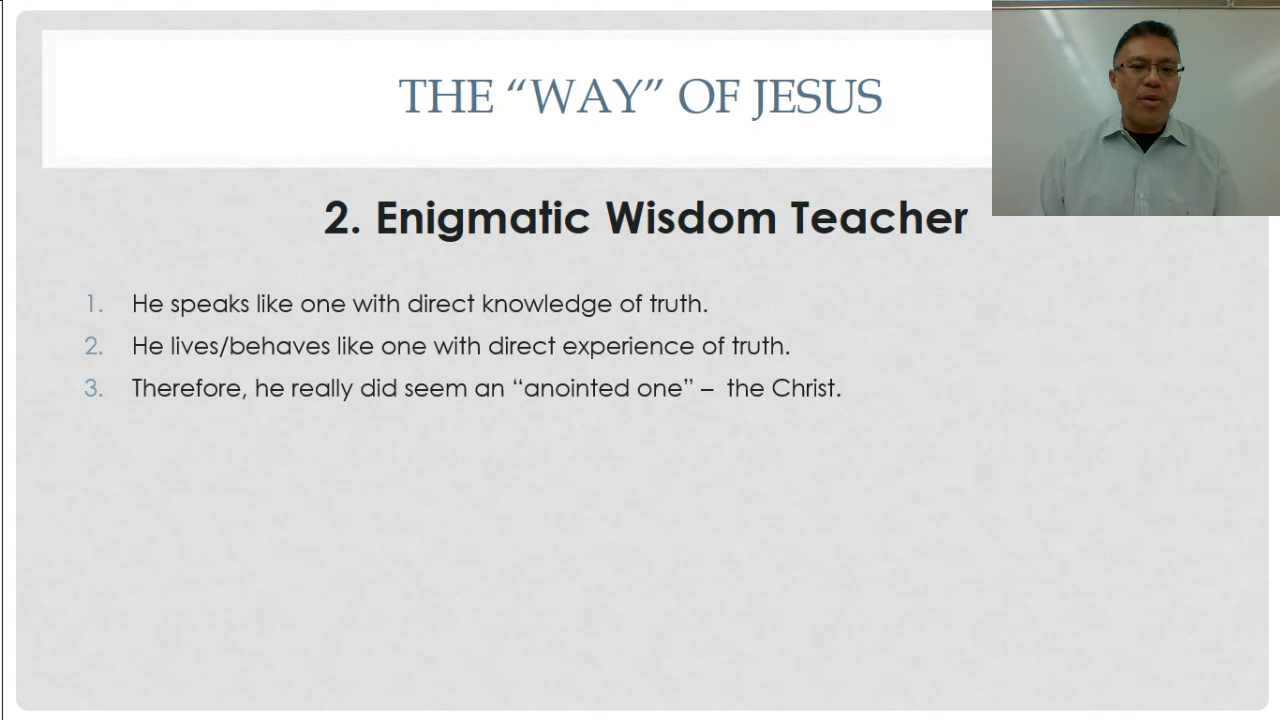 THE “WAY” OF JESUS
2. Enigmatic Wisdom Teacher
1. He speaks like one with direct knowledge of truth.
2. He lives/behaves like one with direct experience of truth.
3. Therefore, he really did seem an “anointed one” – the Christ.